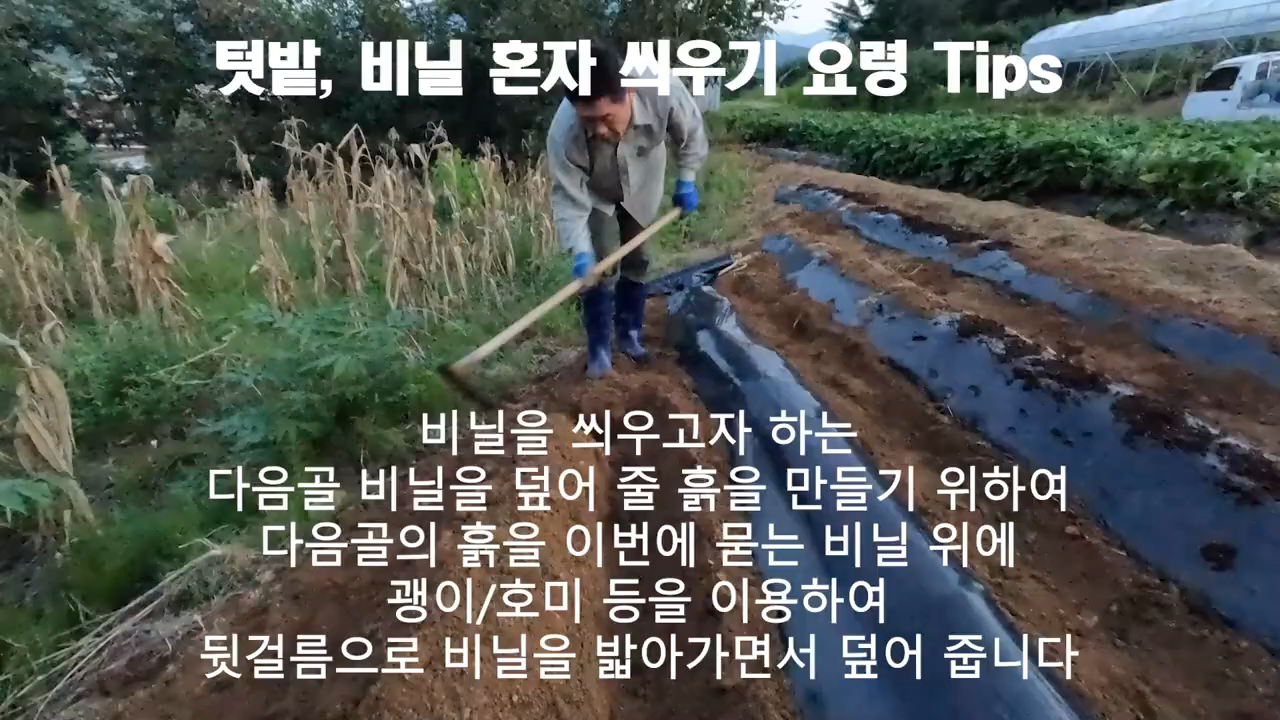 텃밭, 비닐 혼자 씌우기 요령 Tips
비닐을 씌우고자 하는
다음골 비닐을 덮어 줄 흙을 만들기 위하여
다음골의 흙을 이번에 묻는 비닐 위에
괭이/호미 등을 이용하여
뒷걸름으로 비닐을 밟아가면서 덮어 줍니다